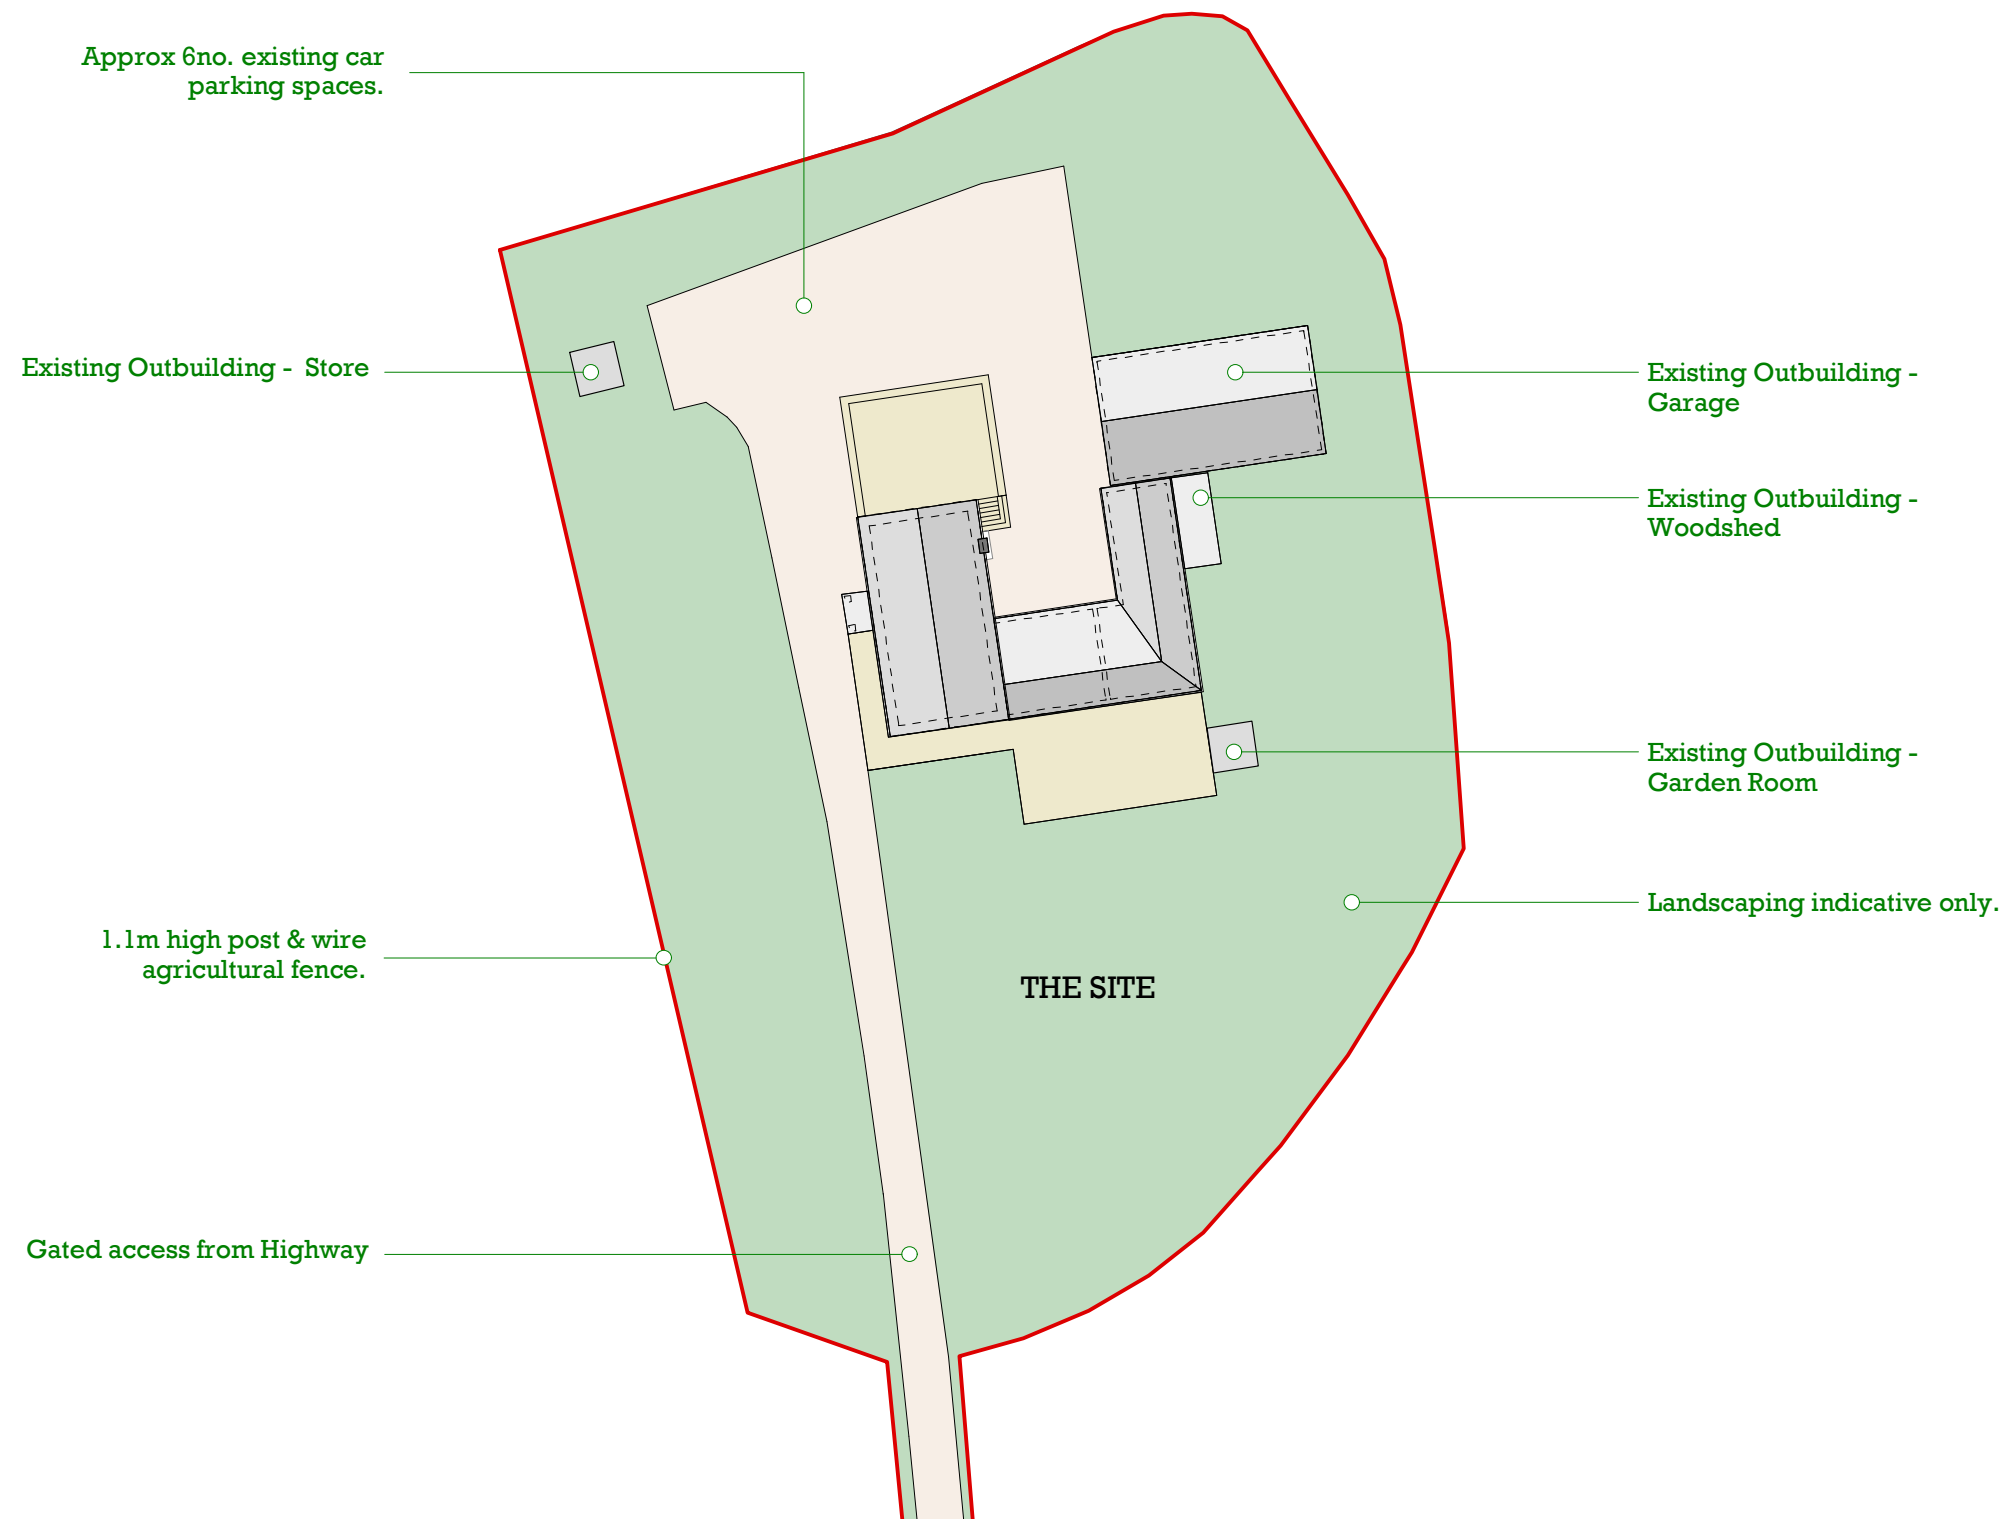 Approx 6no. existing car
parking spaces.
Existing Outbuilding -  Store
Existing Outbuilding -
Garage
Existing Outbuilding -
Woodshed
Existing Outbuilding -
Garden Room
Landscaping indicative only.
1.1m high post & wire
agricultural fence.
THE SITE
Gated access from Highway